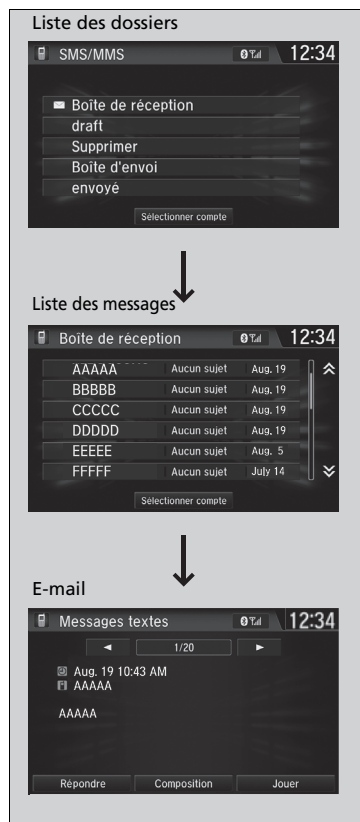 Liste des dossiers
SMS/MMS 12:34
Boîte de réception
draft
Supprimer
Boîte d'envoi
envoyé
Sélectionner compte
Liste des messages
Boîte de réception 12:34
AAAAA Aucun sujet Aug. 19
BBBBB Aucun sujet Aug. 19
CCCCC Aucun sujet Aug. 19
DDDDD Aucun sujet Aug. 19
EEEEE Aucun sujet Aug. 5
FFFFF Aucun sujet July 14
Sélectionner compte
E-mail
Messages textes 12:34
1/20
Aug. 19 10:43 AM
AAAAA
AAAAA
Répondre Composition Jouer